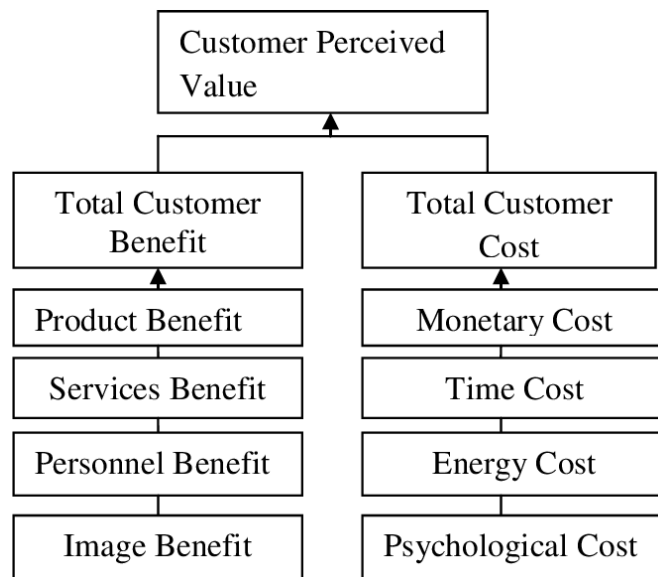 Customer Perceived
Value
Total Customer
Benefit
Total Customer
Cost
Product Benefit
Monetary Cost
Services Benefit
Time Cost
Personnel Benefit
Energy Cost
Image Benefit
Psychological Cost